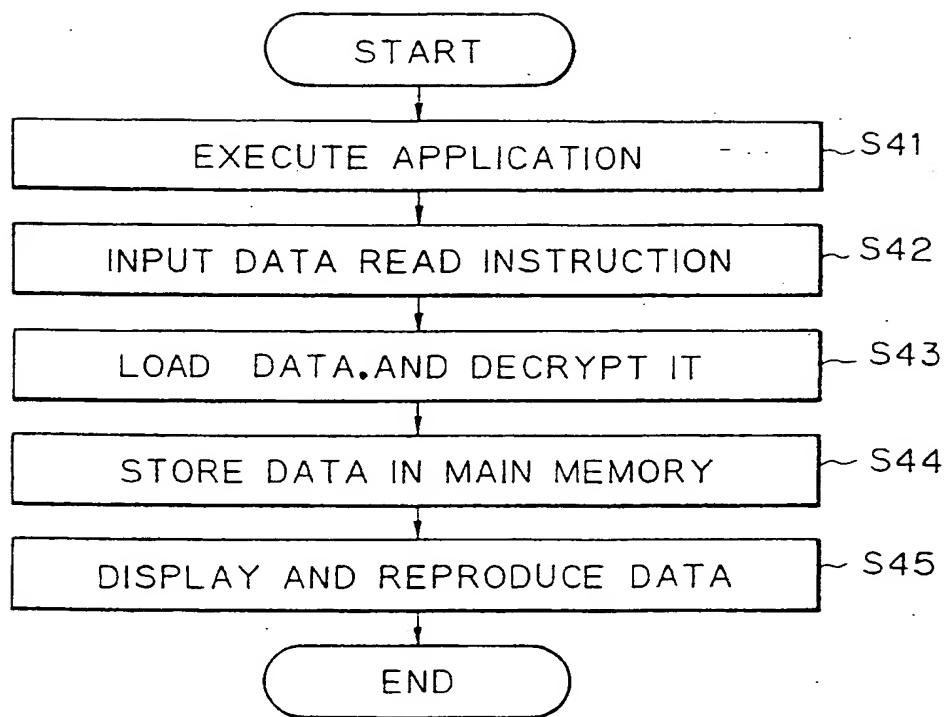 START
EXECUTE APPLICATION S41
INPUT DATA READ INSTRUCTION S42
LOAD DATA.AND DECRYPT IT S43
STORE DATA IN MAIN MEMORY S44
DISPLAY AND REPRODUCE DATA S45
END